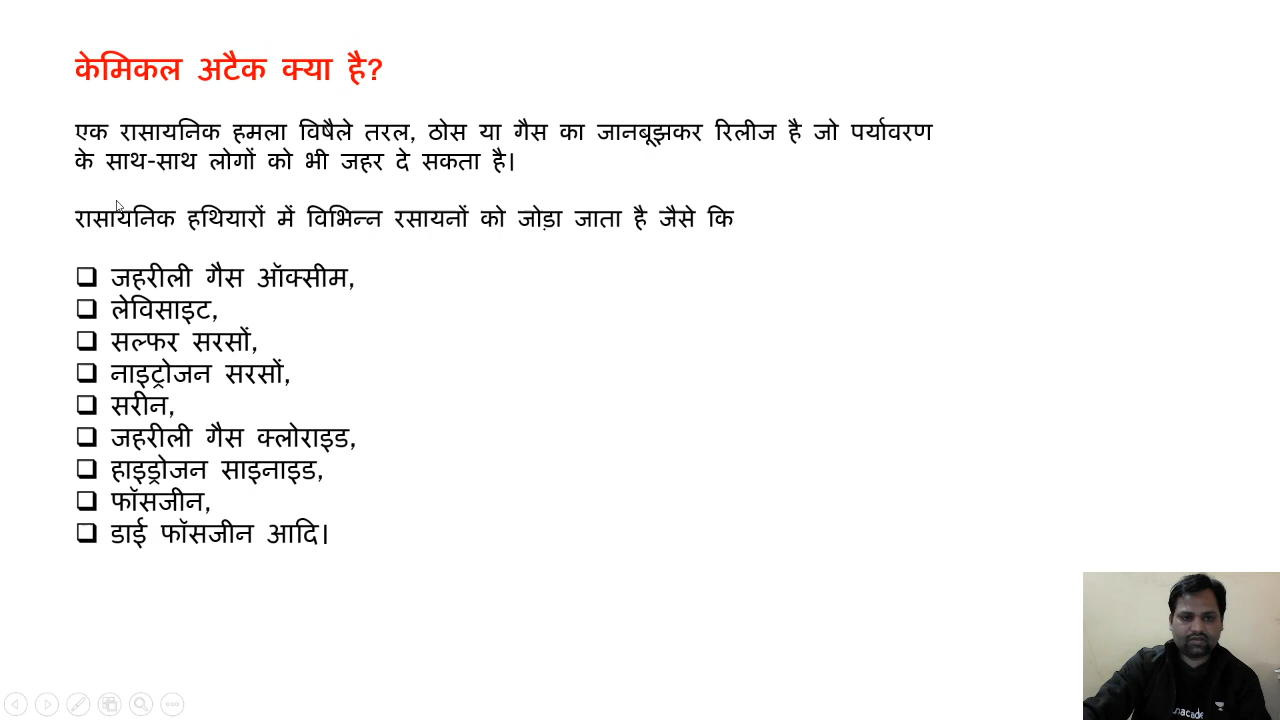 केमिकल अटैक क्या है?
एक रासायनिक हमला विषैले तरल, ठोस या गैस का जानबूझकर रिलीज है जो पर्यावरण
के साथ-साथ लोगों को भी जहर दे सकता है।
रासायनिक हथियारों में विभिन्न रसायनों को जोड़ा जाता है जैसे कि
❑ जहरीली गैस ऑक्सीम,
❑ लेविसाइट,
❑ सल्फर सरसों,
❑ नाइट्रोजन सरसों,
❑ सरीन,
❑ जहरीली गैस क्लोराइड,
❑ हाइड्रोजन साइनाइड,
❑ फॉसजीन,
❑ डाई फॉसजीन आदि।